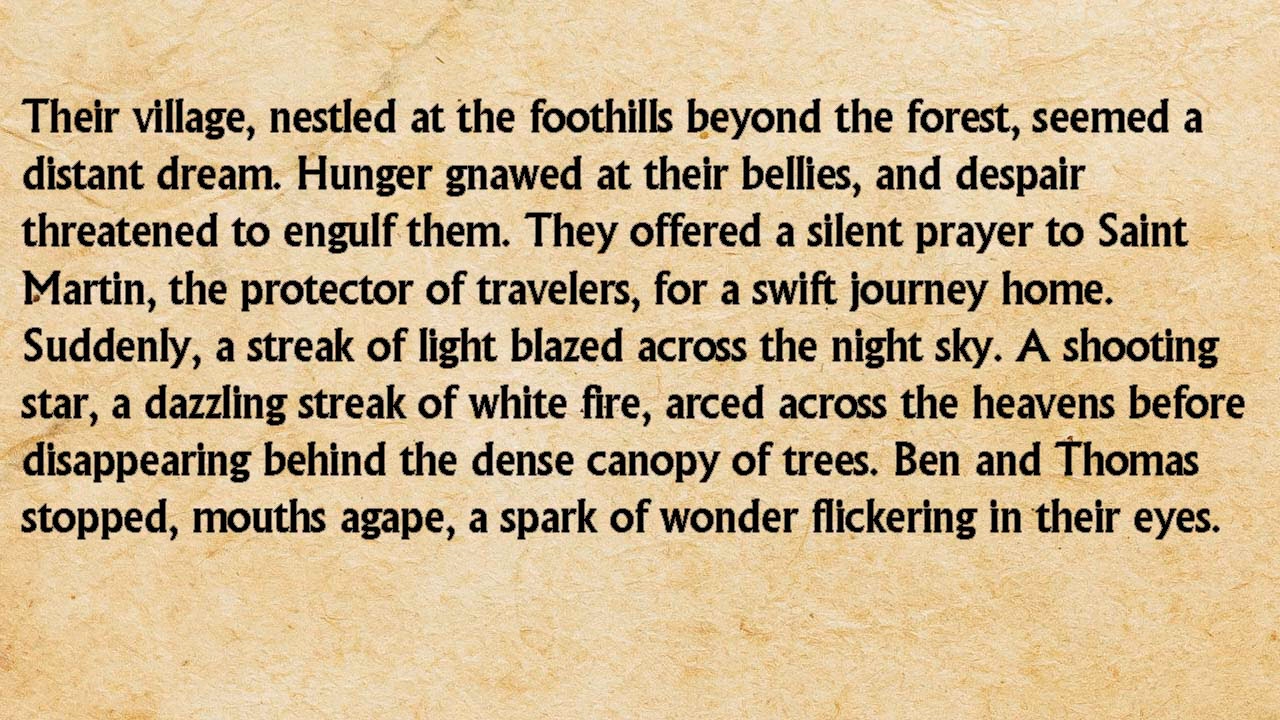 Their village, nestled at the foothills beyond the forest, seemed a
distant dream. Hunger gnawed at their bellies, and despair
threatened to engulf them. They offered a silent prayer to Saint
Martin, the protector of travelers, for a swift journey home.
Suddenly, a streak of light blazed across the night sky. A shooting
star, a dazzling streak of white fire, arced across the heavens before
disappearing behind the dense canopy of trees. Ben and Thomas
stopped, mouths agape, a spark of wonder flickering in their eyes.